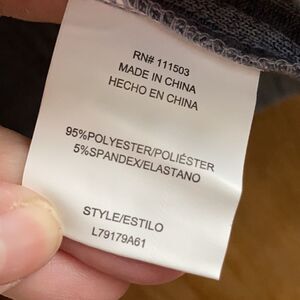 RN# 111503
MADE IN CHINA
HECHO EN CHINA
95%POLYESTER/POLIÉSTER
5%SPANDEX/ELASTANO
STYLE/ESTILO
L79179A61